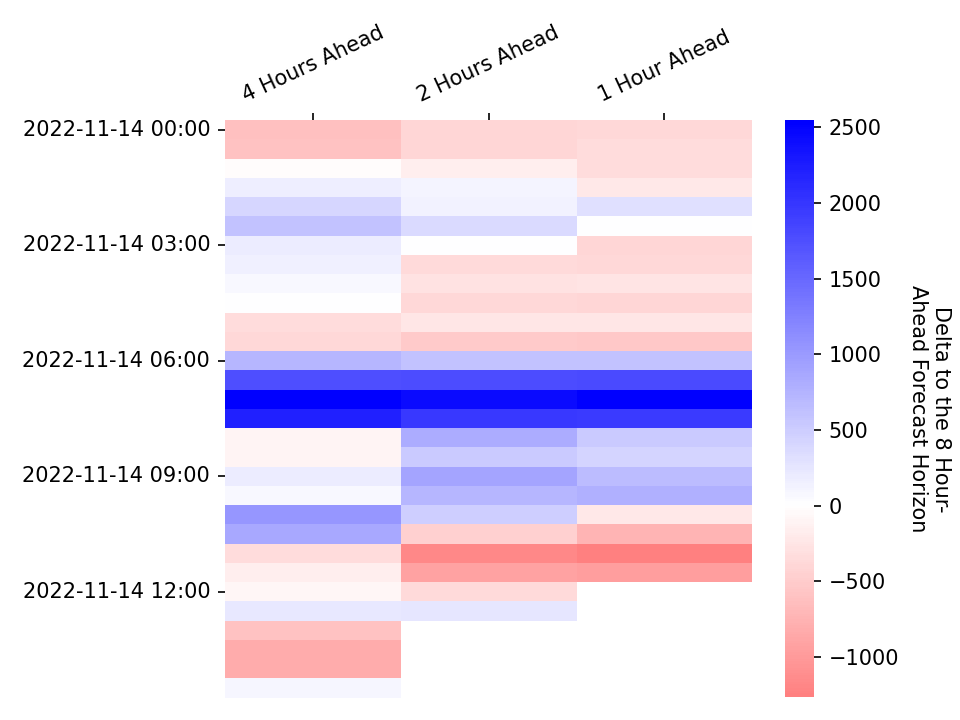 4 Hours Ahead
2 Hours Ahead
1 Hour Ahead
2022-11-14 00:00
2022-11-14 03:00
2022-11-14 06:00
2022-11-14 09:00
2022-11-14 12:00
2500
2000
1500
1000
500
0
−500
−1000
Delta to the 8 Hour-
Ahead Forecast Horizon